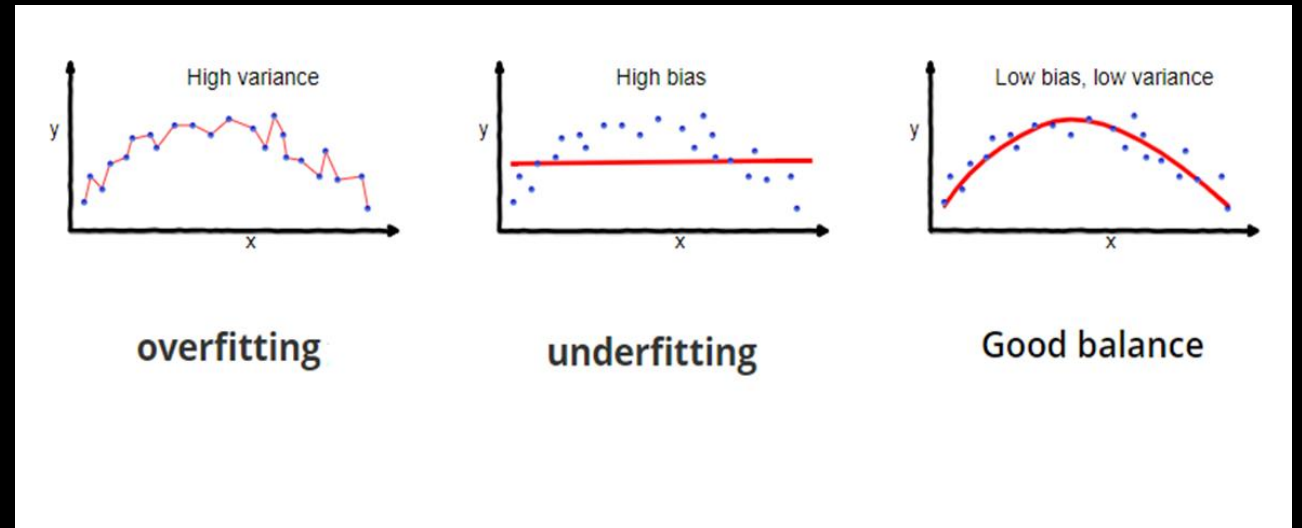 High variance
y
x
overfitting
High bias
y
x
underfitting
Low bias, low variance
y
x
Good balance